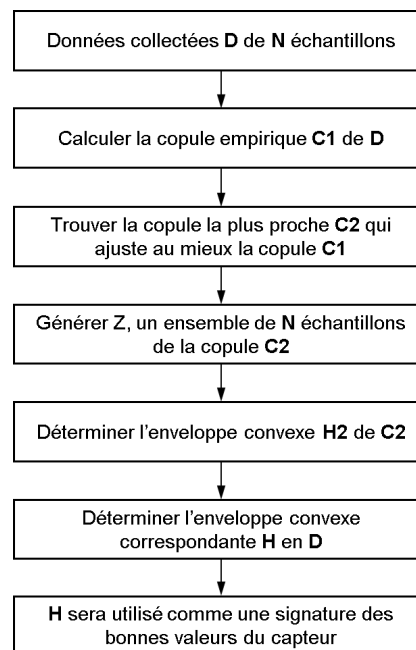 Données collectées D de N échantillons
Calculer la copule empirique C1 de D
Trouver la copule la plus proche C2 qui
ajuste au mieux la copule C1
Générer Z, un ensemble de N échantillons
de la copule C2
Déterminer l'enveloppe convexe H2 de C2
Déterminer l'enveloppe convexe
correspondante H en D
H sera utilisé comme une signature des
bonnes valeurs du capteur